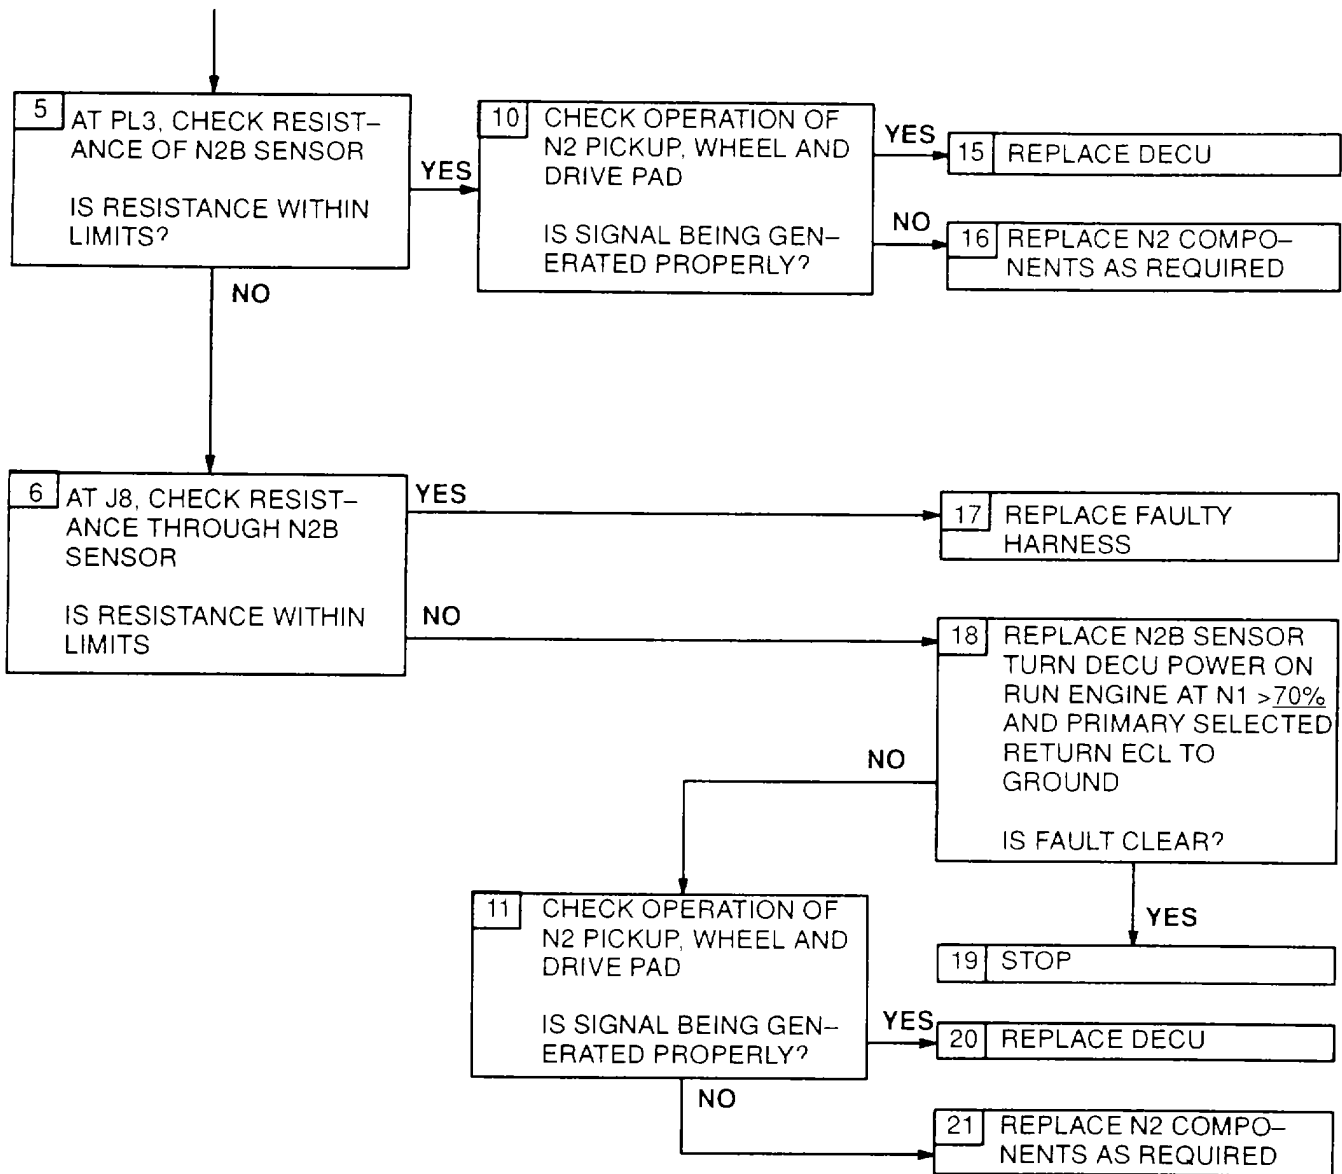 5
AT PL3, CHECK RESIST–
ANCE OF N2B SENSOR
IS RESISTANCE WITHIN
LIMITS?
YES
NO
10
CHECK OPERATION OF
N2 PICKUP, WHEEL AND
DRIVE PAD
IS SIGNAL BEING GEN–
ERATED PROPERLY?
YES
NO
15
REPLACE DECU
16
REPLACE N2 COMPO–
NENTS AS REQUIRED
6
AT J8, CHECK RESIST–
ANCE THROUGH N2B
SENSOR
IS RESISTANCE WITHIN
LIMITS
YES
NO
17
REPLACE FAULTY
HARNESS
18
REPLACE N2B SENSOR
TURN DECU POWER ON
RUN ENGINE AT N1 >70%
AND PRIMARY SELECTED
RETURN ECL TO
GROUND
IS FAULT CLEAR?
NO
YES
11
CHECK OPERATION OF
N2 PICKUP, WHEEL AND
DRIVE PAD
IS SIGNAL BEING GEN–
ERATED PROPERLY?
YES
NO
19
STOP
20
REPLACE DECU
21
REPLACE N2 COMPO–
NENTS AS REQUIRED